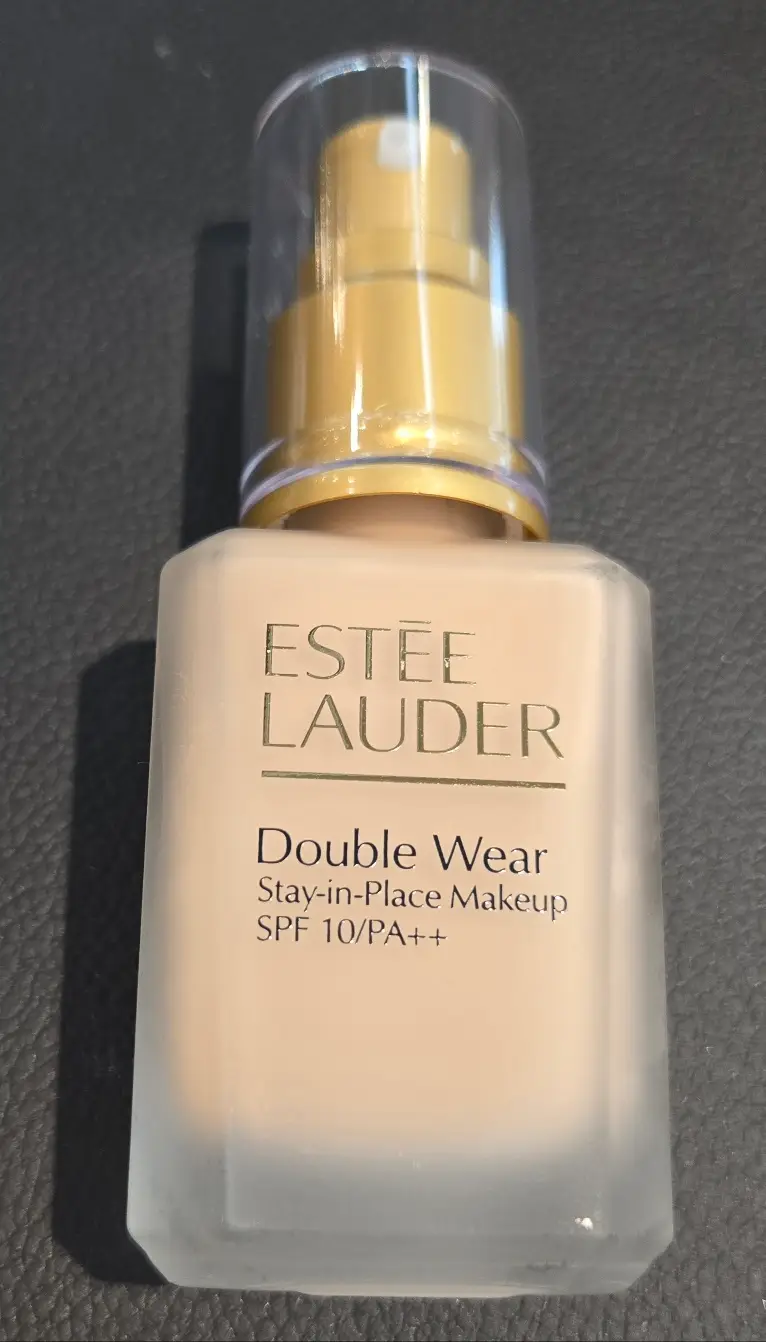 ESTĒE
LAUDER
Double Wear
Stay-in-Place Makeup
SPF 10/PA++